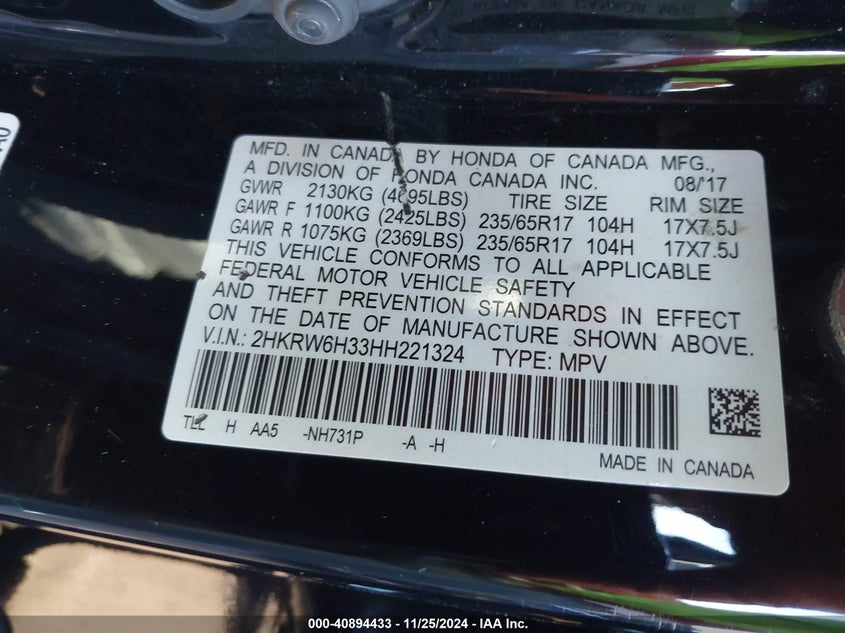 MFD. IN CANADA BY HONDA OF CANADA MFG.,
A DIVISION OF HONDA CANADA INC. 08/'17
GVWR 2130KG (4695LBS) TIRE SIZE RIM SIZE
GAWR F 1100KG (2425LBS) 235/65R17 104H 17X7.5J
GAWR R 1075KG (2369LBS) 235/65R17 104H 17X7.5J
THIS VEHICLE CONFORMS TO ALL APPLICABLE
FEDERAL MOTOR VEHICLE SAFETY
AND THEFT PREVENTION STANDARDS IN EFFECT
ON THE DATE OF MANUFACTURE SHOWN ABOVE.
V.I.N.: 2HKRW6H33HH221324 TYPE: MPV
H AA5 -NH731P -A -H
MADE IN CANADA
000-40894433 - 11/25/2024 - IAA Inc.